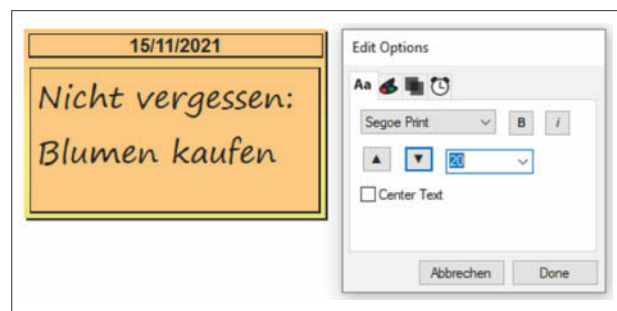 15/11/2021
Nicht vergessen:
Blumen kaufen
Edit Options
Aa
Segoe Print
B i
20
Center Text
Abbrechen Done